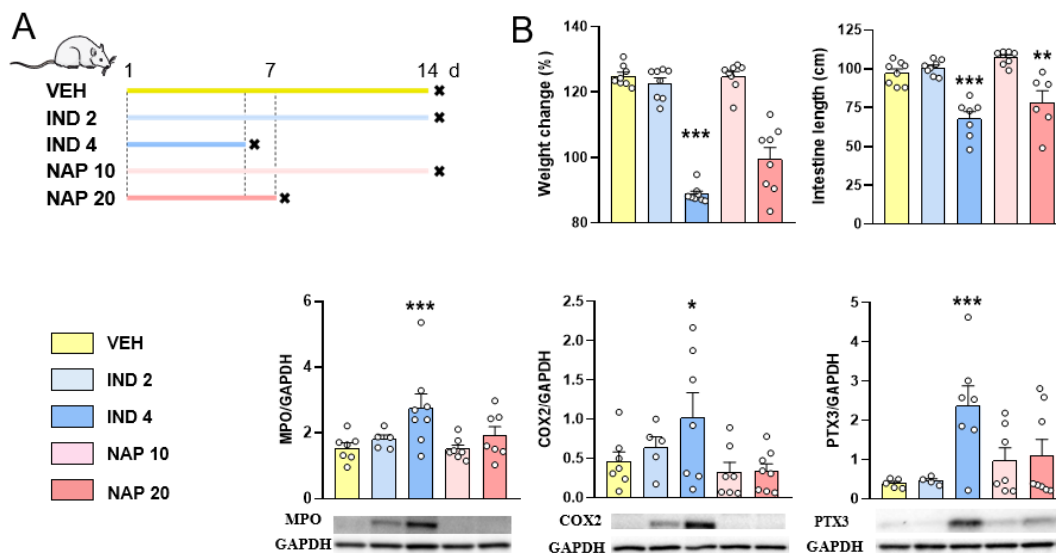 A
1 7 14 d
VEH
IND 2
IND 4
NAP 10
NAP 20
B
Weight change (%)
140
120
100
80
***
Intestine length (cm)
125
100
75
50
25
0
***
**
VEH
IND 2
IND 4
NAP 10
NAP 20
MPO/GAPDH
6
4
2
0
***
MPO
GAPDH
COX2/GAPDH
2.5
2.0
1.5
1.0
0.5
0.0
*
COX2
GAPDH
PTX3/GAPDH
5
4
3
2
1
0
***
PTX3
GAPDH